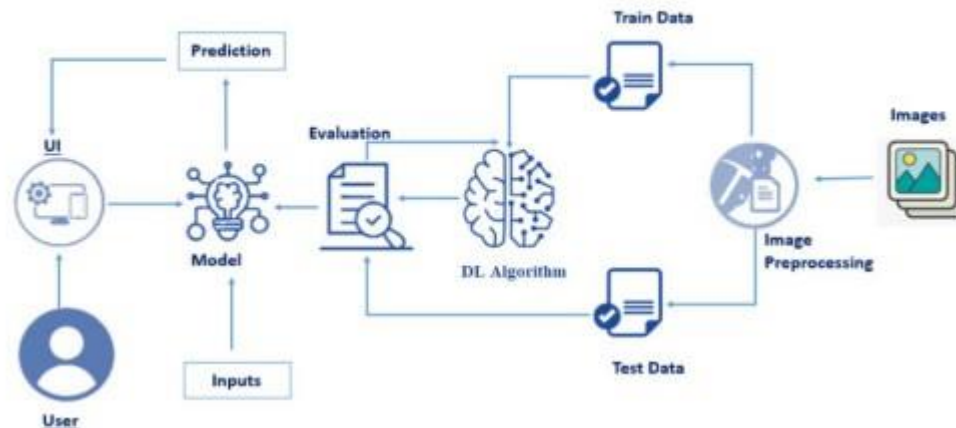 Train Data
Prediction
Images
Evaluation
UI
Model
DL Algorithm
Image
Preprocessing
Test Data
Inputs
User